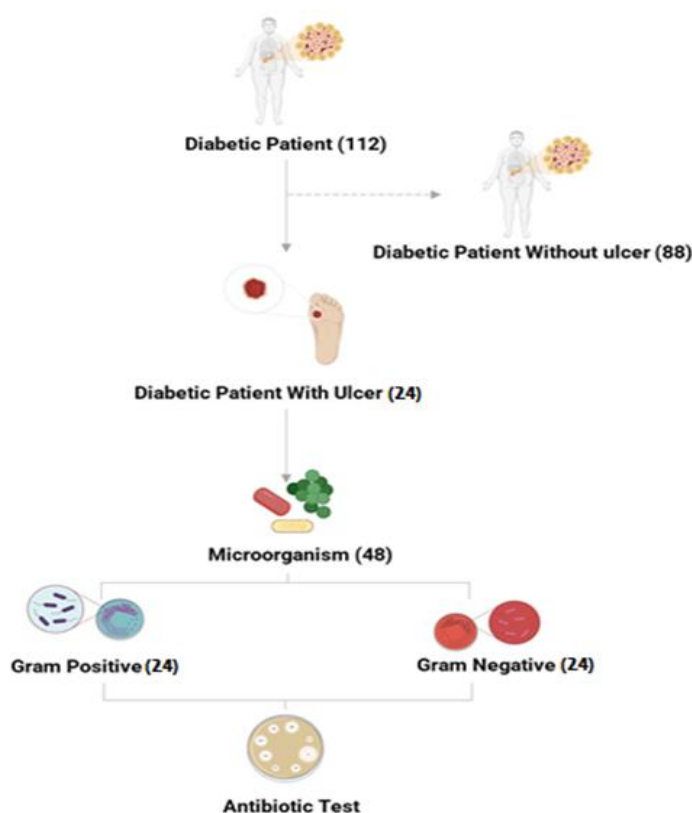 Diabetic Patient (112)
Diabetic Patient Without ulcer (88)
Diabetic Patient With Ulcer (24)
Microorganism (48)
Gram Positive (24)
Gram Negative (24)
Antibiotic Test